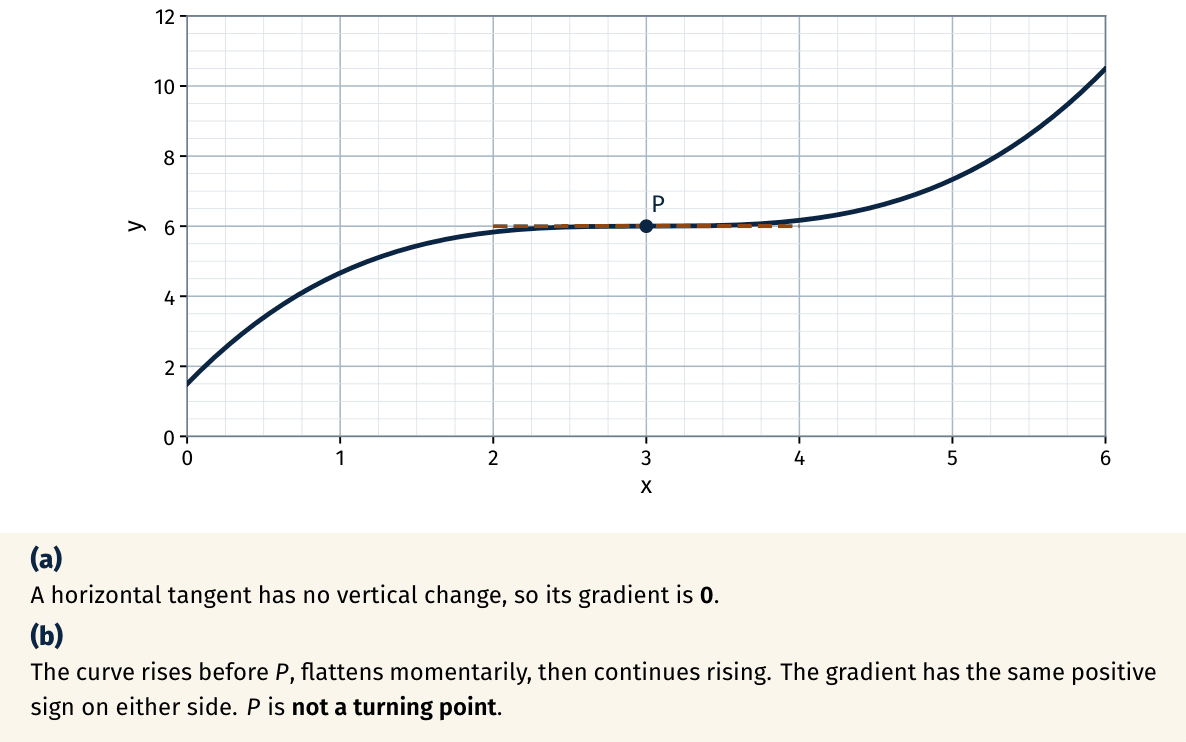 12
10
8
P
y
6
4
2
0
0 1 2 3 4 5 6
x
(a)
A horizontal tangent has no vertical change, so its gradient is 0.
(b)
The curve rises before P, flattens momentarily, then continues rising. The gradient has the same positive
sign on either side. P is not a turning point.